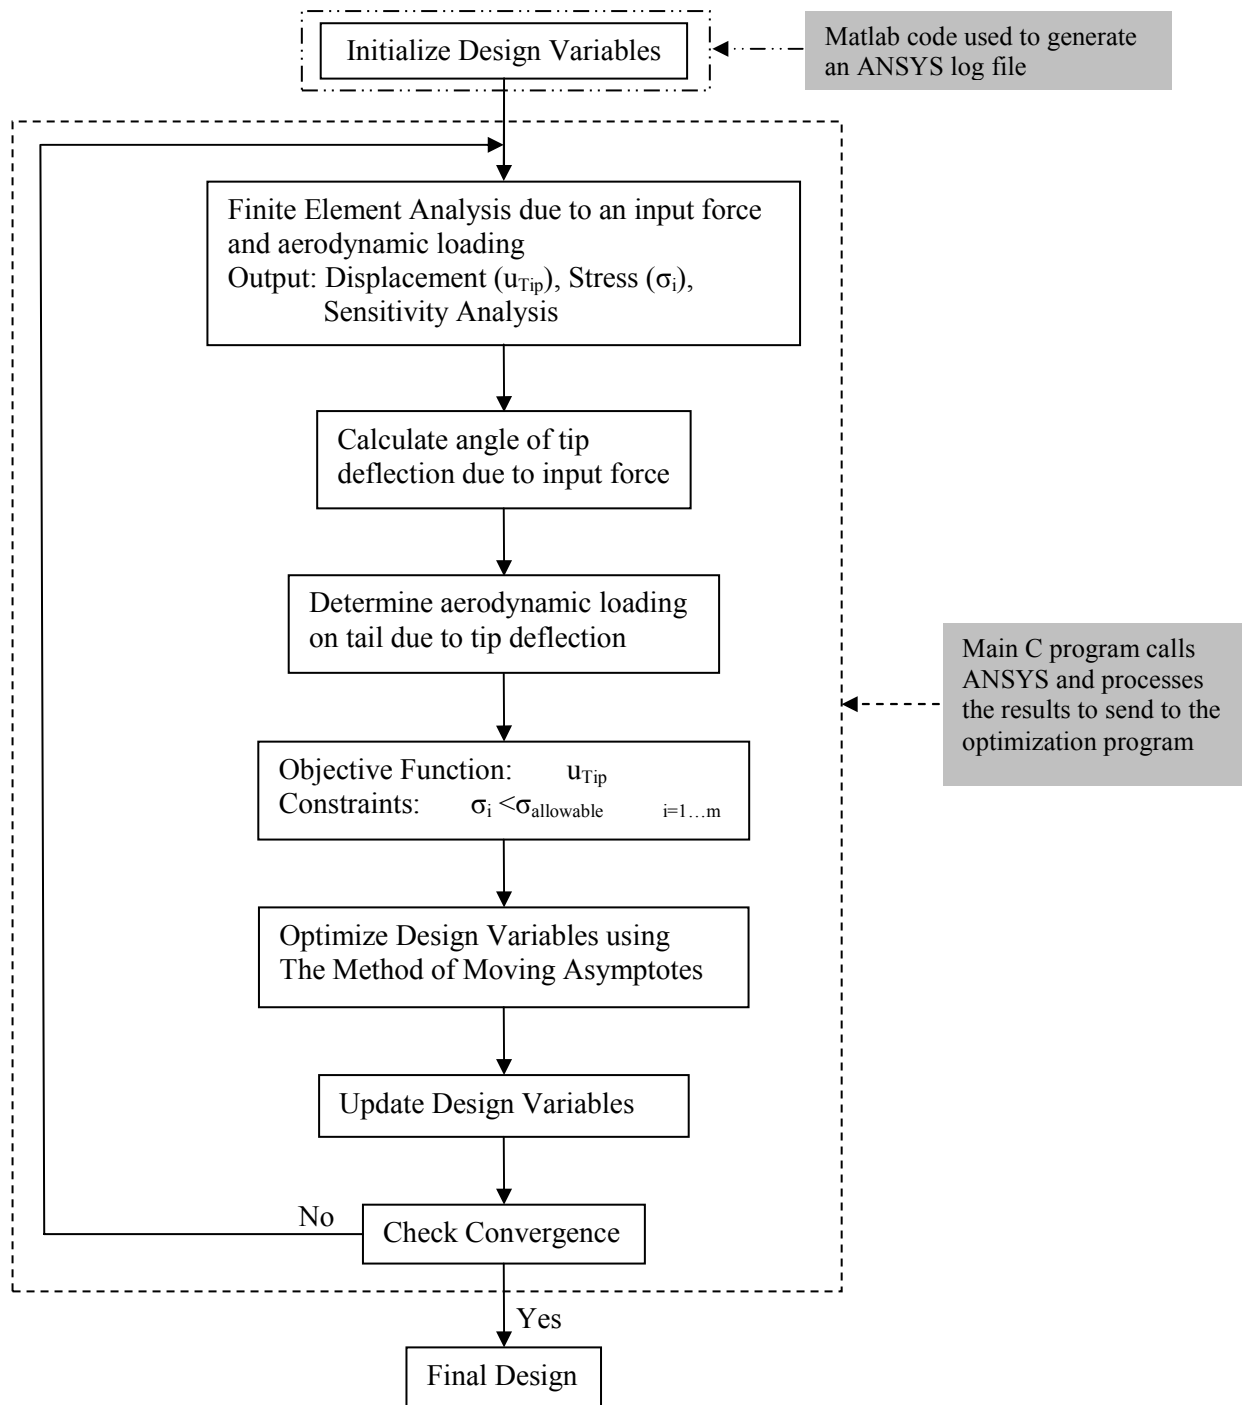 Initialize Design Variables
Matlab code used to generate
an ANSYS log file
Finite Element Analysis due to an input force
and aerodynamic loading
Output: Displacement (uTip), Stress (σi),
Sensitivity Analysis
Calculate angle of tip
deflection due to input force
Determine aerodynamic loading
on tail due to tip deflection
Main C program calls
ANSYS and processes
the results to send to the
optimization program
Objective Function: uTip
Constraints: σi <σallowable i=1…m
Optimize Design Variables using
The Method of Moving Asymptotes
Update Design Variables
No
Check Convergence
Yes
Final Design